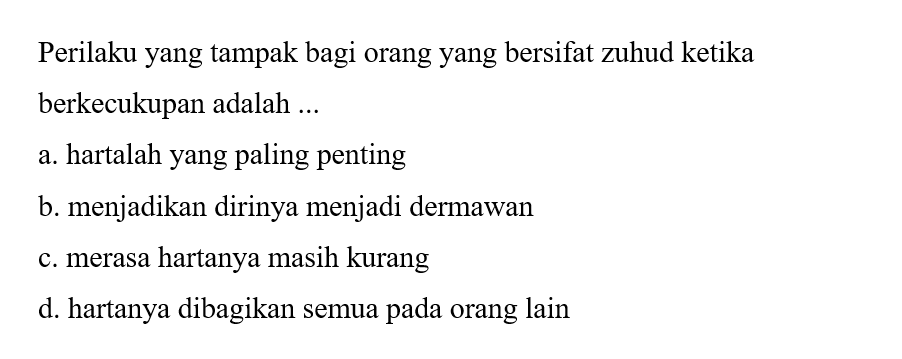 Perilaku yang tampak bagi orang yang bersifat zuhud ketika
berkecukupan adalah ...
a. hartalah yang paling penting
b. menjadikan dirinya menjadi dermawan
c. merasa hartanya masih kurang
d. hartanya dibagikan semua pada orang lain